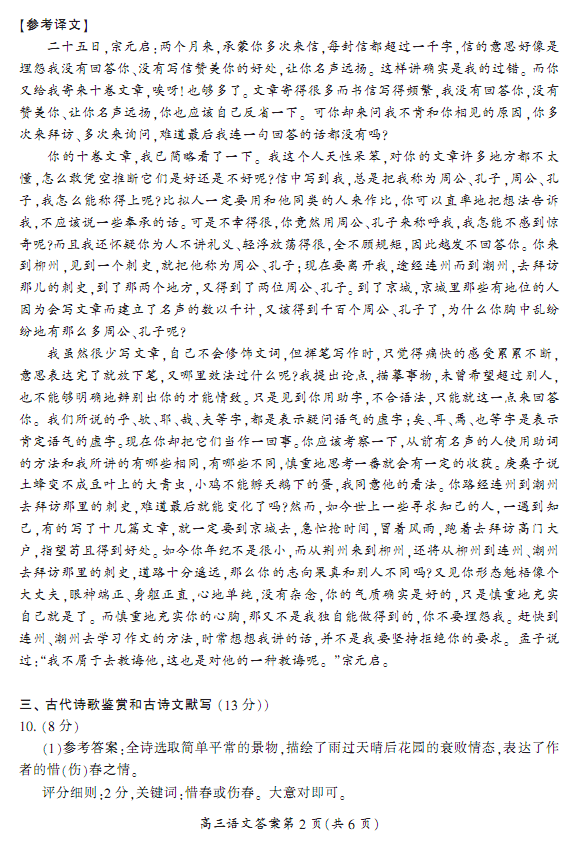 【参考译文】
二十五日,宗元启:两个月来,承蒙你多次来信,每封信都超过一千字,信的意思好像是
埋怨我没有回答你、没有写信赞美你的好处,让你名声远扬。这样讲确实是我的过错。而你
又给我寄来十卷文章,唉呀!也够多了。文章寄得很多而书信写得频繁,我没有回答你,没有
赞美你、让你名声远扬,你也应该自己反省一下。可你却来问我不肯和你相见的原因,你多
次来拜访、多次来询问,难道最后我连一句回答的话都没有吗?
你的十卷文章,我已简略看了一下。我这个人天性呆笨,对你的文章许多地方都不太
懂,怎么敢凭空推断它们是好还是不好呢?信中写到我,总是把我称为周公、孔子,周公、孔
子,我怎么能称得上呢?比拟人一定要用和他同类的人来作比,你可以直率地把想法告诉
我,不应该说一些奉承的话。可是不幸得很,你竟然用周公、孔子来称呼我,我怎能不感到惊
奇呢?而且我还怀疑你为人不讲礼义、轻浮放荡得很,全不顾规矩,因此越发不回答你。你来
到柳州,见到一个刺史,就把他称为周公、孔子;现在要离开我,途经连州而到潮州,去拜访
那儿的刺史,到了那两个地方,又得到了两位周公、孔子。到了京城,京城里那些有地位的人
因为会写文章而建立了名声的数以千计,又该得到千百个周公、孔子了,为什么你胸中乱纷
纷地有那么多周公、孔子呢?
我虽然很少写文章,自己不会修饰文词,但挥笔写作时,只觉得痛快的感受累累不断,
意思表达完了就放下笔,又哪里效法过什么呢?我提出论点,描摹事物,未曾希望超过别人,
也不能够明确地辨别出你的才能情致。只是见到你用助字,不合语法,只能就这一点来回答
你。我们所说的乎、欤、耶、哉、夫等字,都是表示疑问语气的虚字;矣、耳、焉、也等字是表示
肯定语气的虚字。现在你却把它们当作一回事。你应该考察一下,从前有名声的人使用助词
的方法和我所讲的有哪些相同,有哪些不同,慎重地思考一番就会有一定的收获。庚桑子说
土蜂变不成豆叶上的大青虫,小鸡不能孵天鹅下的蛋,我同意他的看法。你路经连州到潮州
去拜访那里的刺史,难道最后就能变化了吗?然而,如今世上一些寻求知己的人,一遇到知
己,有的写了十几篇文章,就一定要到京城去,急忙抢时间,冒着风雨,跑着去拜访高门大
户,指望苟且得到好处。如今你年纪不是很小,而从荆州来到柳州,还将从柳州到连州、潮州
去拜访那里的刺史,道路十分遥远,那么你的志向果真和别人不同吗?又见你形态魁梧像个
大丈夫,眼神端正、身躯正直,心地单纯,没有杂念,你的气质确实是好的,只是慎重地充实
自己就是了。而慎重地充实你的心胸,那又不是我独自能做得到的,你不要埋怨我。赶快到
连州、潮州去学习作文的方法,时常想想我讲的话,并不是我要坚持拒绝你的要求。孟子说
过:“我不屑于去教诲他,这也是对他的一种教诲呢。”宗元启。
三、古代诗歌鉴赏和古诗文默写(13分))
10.(8分)
(1)参考答案:全诗选取简单平常的景物,描绘了雨过天晴后花园的衰败情态,表达了作
者的惜(伤)春之情。
评分细则:2分,关键词:惜春或伤春。大意对即可。
高三语文答案第2页(共6页)